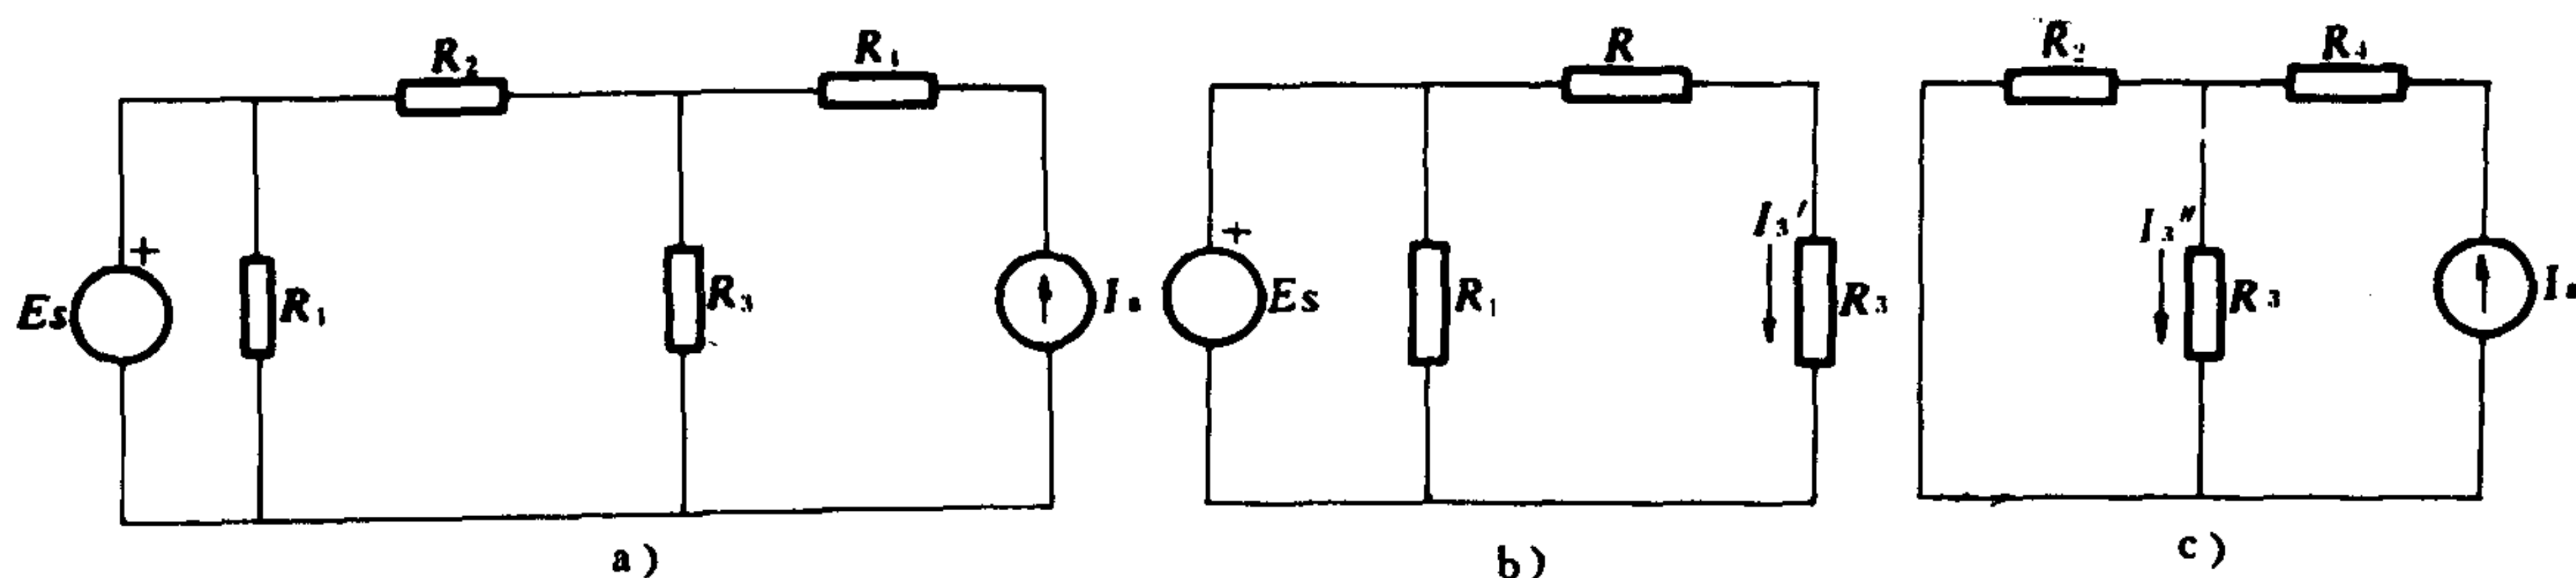 R₂
R₁
+
Es
R₁
R₃
Iₛ
a)
R
+
Es
R₁
I₃′
R₃
b)
R₂
R₄
I₃″
R₃
Iₛ
c)